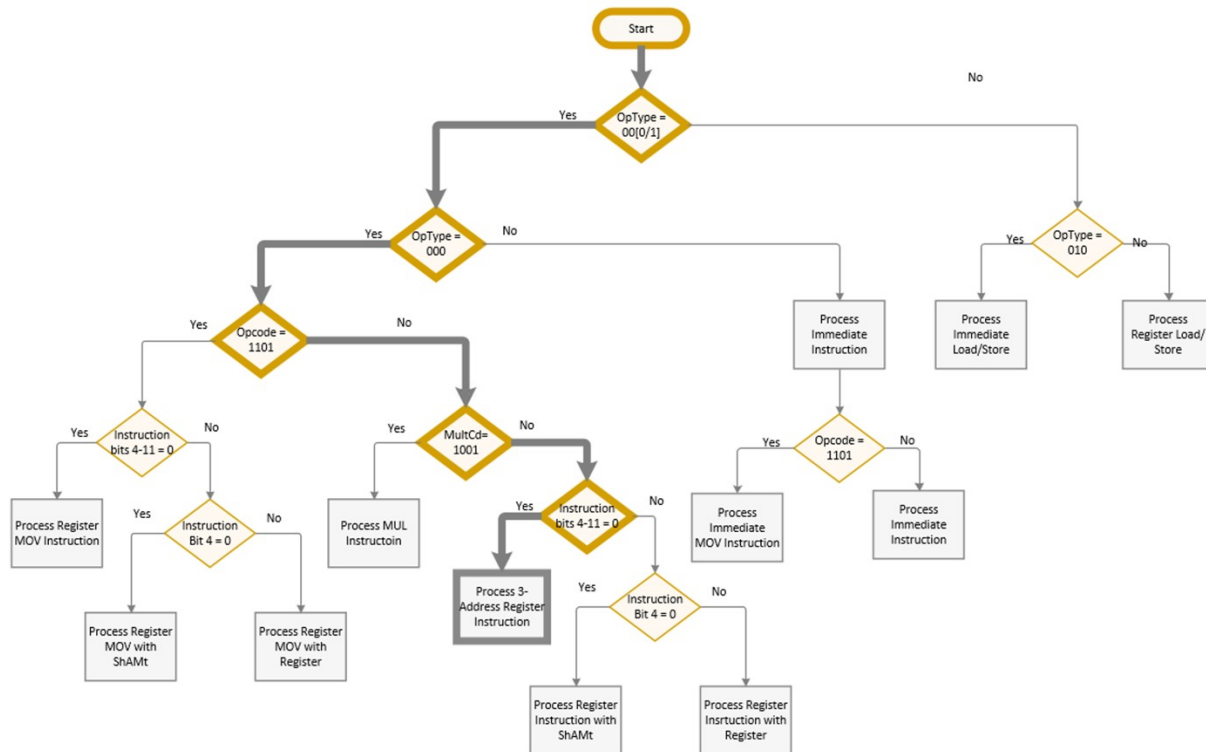 Start
No
Yes
OpType =
00[0/1]
Yes
OpType =
000
No
Yes
OpType =
010
No
Yes
Opcode =
1101
No
Process
Immediate
Instruction
Process
Immediate
Load/Store
Process
Register Load/
Store
Yes
Instruction
bits 4-11 = 0
No
Yes
MultCd=
1001
No
Yes
Opcode =
1101
No
Process Register
MOV Instruction
Yes
Instruction
Bit 4 = 0
No
Process MUL
Instructoin
Yes
Instruction
bits 4-11 = 0
No
Process
Immediate
MOV Instruction
Process
Immediate
Instruction
Process Register
MOV with
ShAMt
Process Register
MOV with
Register
Process 3-
Address Register
Instruction
Yes
Instruction
Bit 4 = 0
No
Process Register
Instruction with
ShAMt
Process Register
Insrtuction with
Register